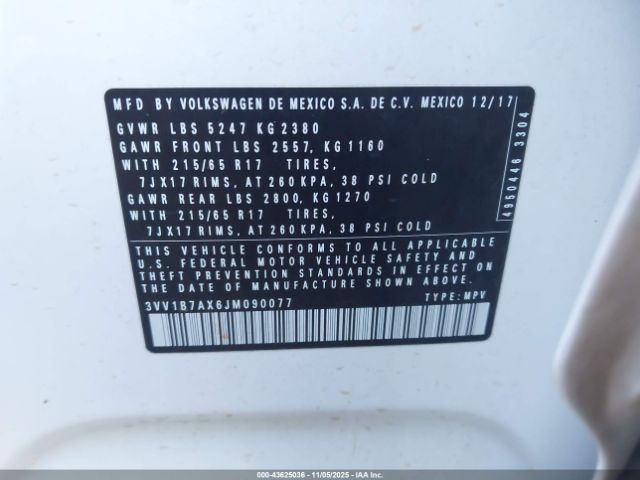 MFD BY VOLKSWAGEN DE MEXICO S.A. DE C.V. MEXICO 12/17
GVWR LBS 5247 KG 2380
GAWR FRONT LBS 2557, KG 1160
WITH 215/65 R17 TIRES,
7JX17 RIMS, AT 260 KPA, 38 PSI COLD
GAWR REAR LBS 2800, KG 1270
WITH 215/65 R17 TIRES,
7JX17 RIMS, AT 260 KPA, 38 PSI COLD
THIS VEHICLE CONFORMS TO ALL APPLICABLE
U.S. FEDERAL MOTOR VEHICLE SAFETY AND
THEFT PREVENTION STANDARDS IN EFFECT ON
THE DATE OF MANUFACTURE SHOWN ABOVE.
3VV1B7AX6JM090077 TYPE: MPV
4950446 3304
000-43625036 - 11/05/2025 - IAAI.CA